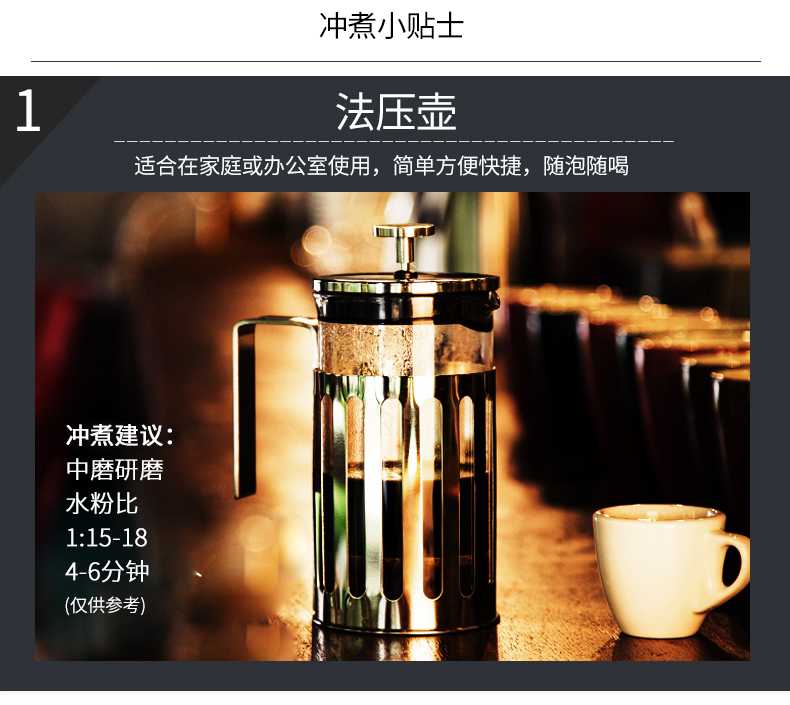 冲煮小贴士
1
法压壶
适合在家庭或办公室使用，简单方便快捷，随泡随喝
冲煮建议：
中磨研磨
水粉比
1:15-18
4-6分钟
(仅供参考)